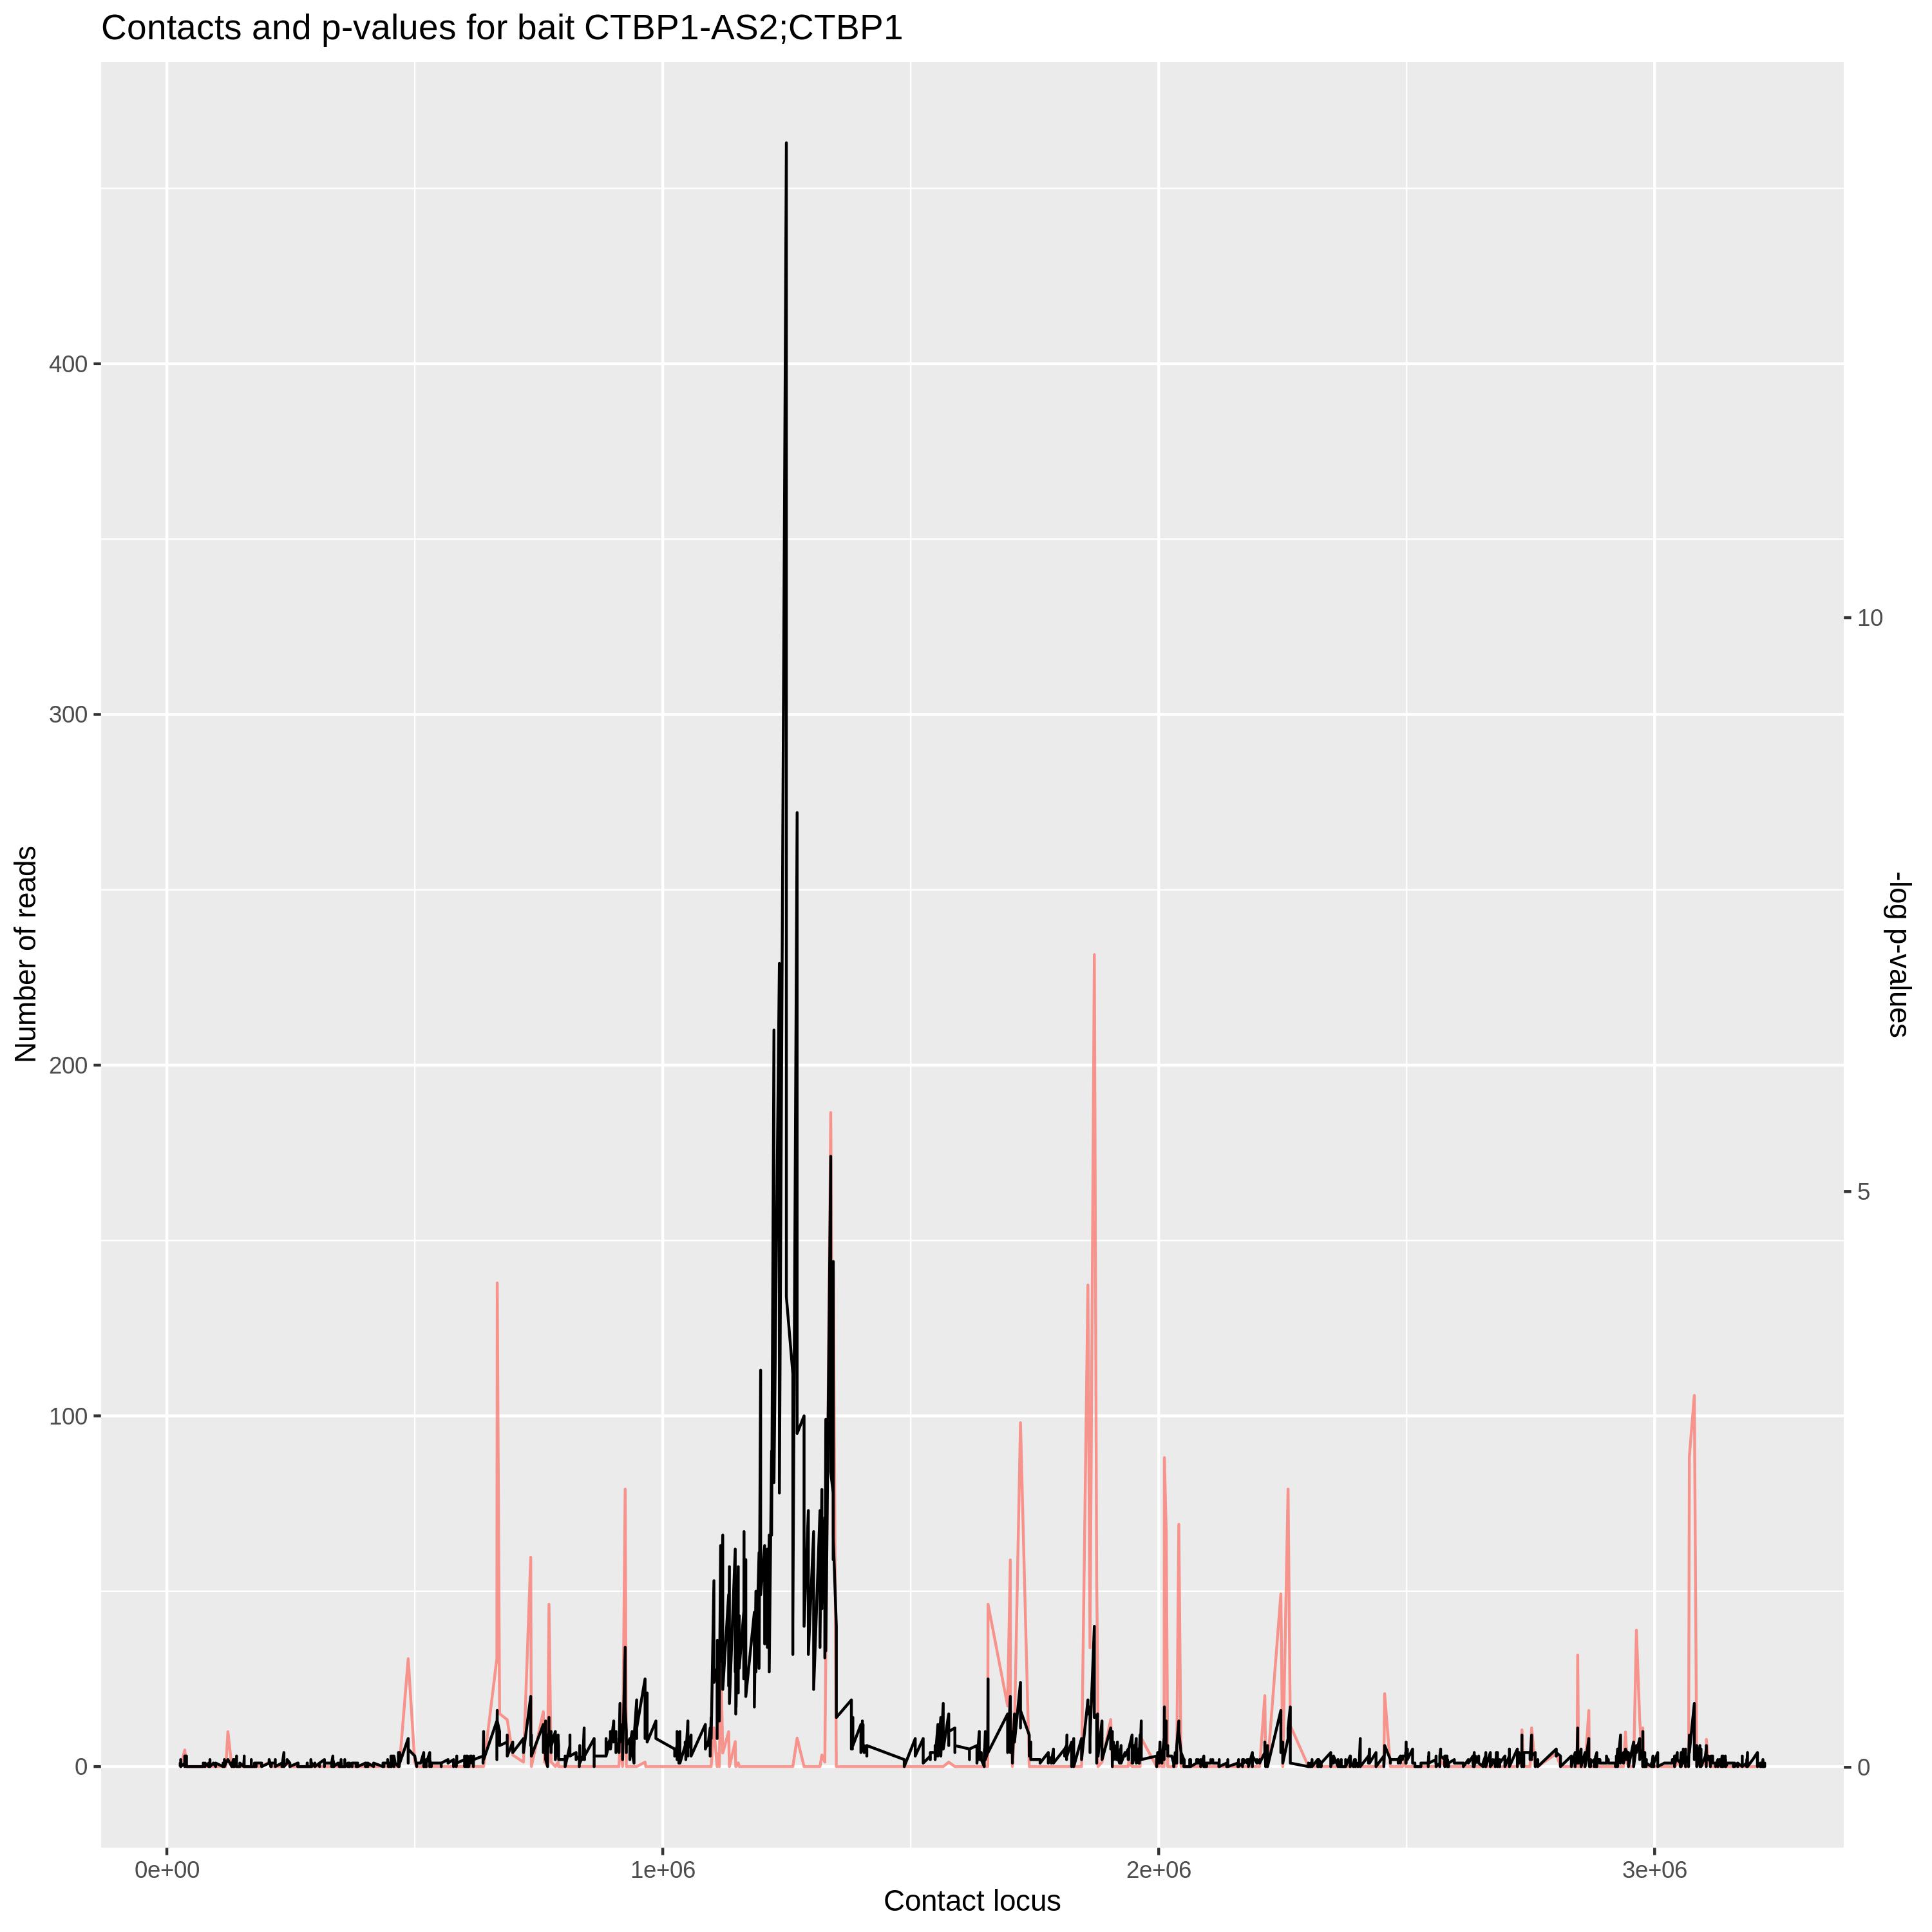 Contacts and p-values for bait CTBP1-AS2;CTBP1
Number of reads
400
300
200
100
0
10
5
0
-log p-values
0e+00
1e+06
2e+06
3e+06
Contact locus